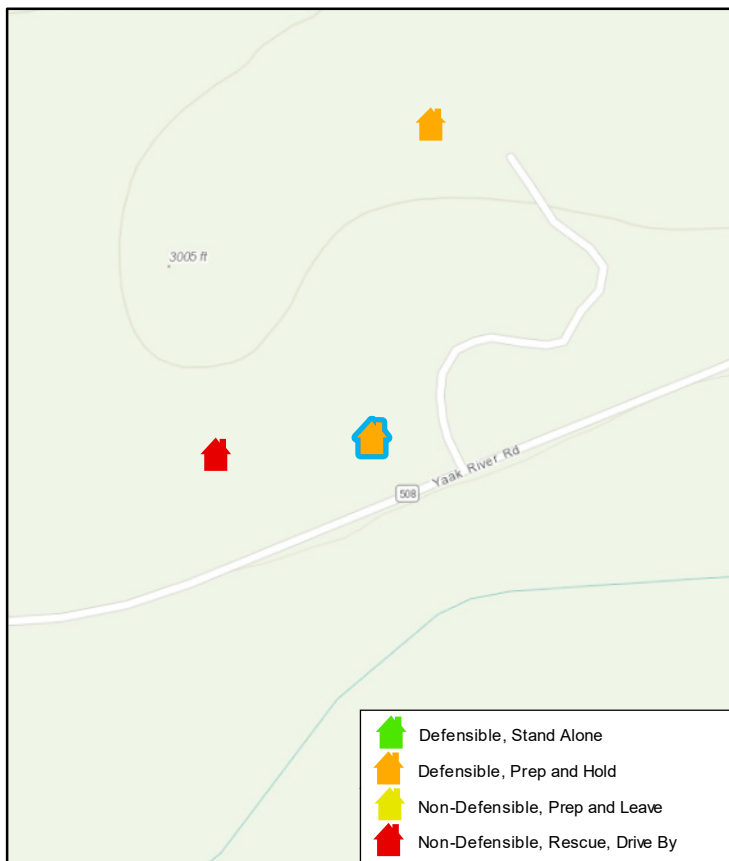 3005 ft
Yaak River Rd
508
Defensible, Stand Alone
Defensible, Prep and Hold
Non-Defensible, Prep and Leave
Non-Defensible, Rescue, Drive By